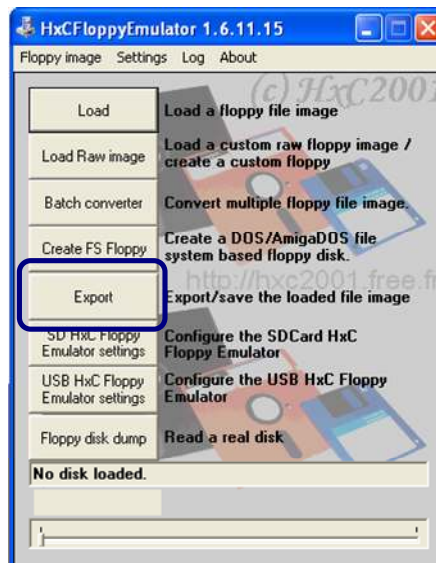 HxCFloppyEmulator 1.6.11.15
Floppy image Settings Log About
(c) HxC2001
Load
Load a floppy file image
Load Raw image
Load a custom raw floppy image /
create a custom floppy
Batch converter
Convert multiple floppy file image.
Create FS Floppy
Create a DOS/AmigaDOS file
system based floppy disk.
http://hxc2001.free.fr
Export
Export/save the loaded file image
SD HxC Floppy
Emulator settings
Configure the SDCard HxC
Floppy Emulator
USB HxC Floppy
Emulator settings
Configure the USB HxC Floppy
Emulator
Floppy disk dump
Read a real disk
No disk loaded.